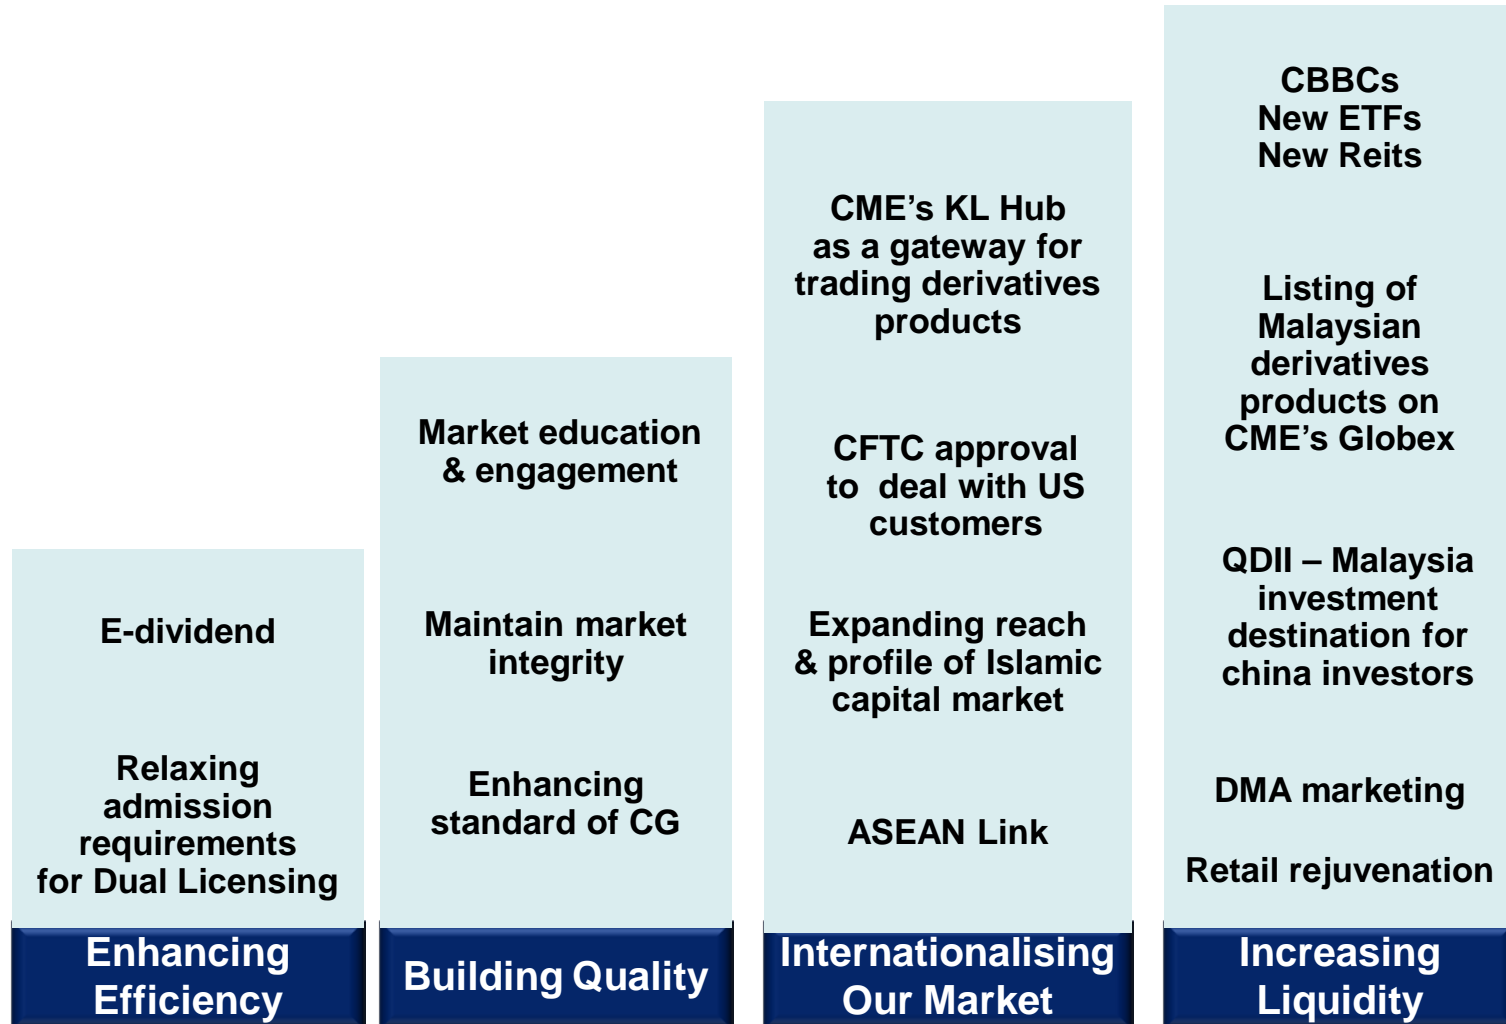 E-dividend
Relaxing
admission
requirements
for Dual Licensing
Enhancing
Efficiency
Market education
& engagement
Maintain market
integrity
Enhancing
standard of CG
Building Quality
CME’s KL Hub
as a gateway for
trading derivatives
products
CFTC approval
to deal with US
customers
Expanding reach
& profile of Islamic
capital market
ASEAN Link
Internationalising
Our Market
CBBCs
New ETFs
New Reits
Listing of
Malaysian
derivatives
products on
CME’s Globex
QDII – Malaysia
investment
destination for
china investors
DMA marketing
Retail rejuvenation
Increasing
Liquidity